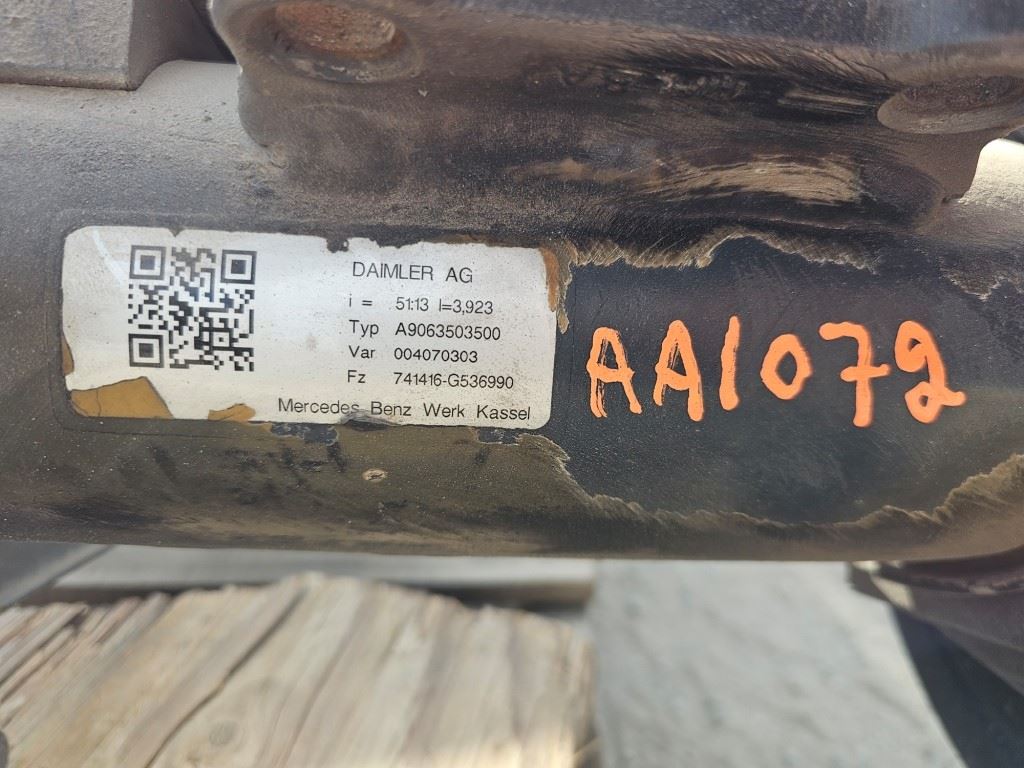 DAIMLER AG
i = 51:13 I=3,923
Typ A9063503500
Var 004070303
Fz 741416-G536990
Mercedes Benz Werk Kassel
AA1072